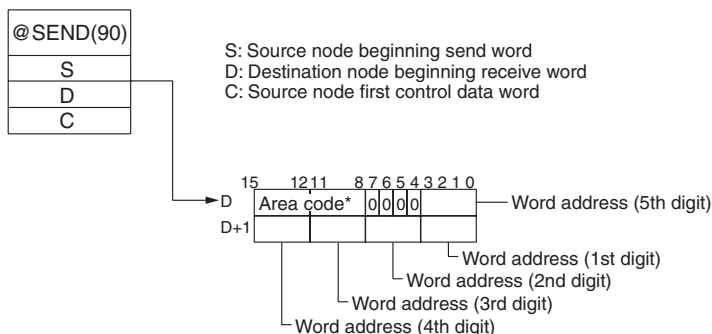 @SEND(90)
S
D
C
S: Source node beginning send word
D: Destination node beginning receive word
C: Source node first control data word
15 12 11 8 7 6 5 4 3 2 1 0
D Area code* 0 0 0 0 Word address (5th digit)
D+1
Word address (1st digit)
Word address (2nd digit)
Word address (3rd digit)
Word address (4th digit)